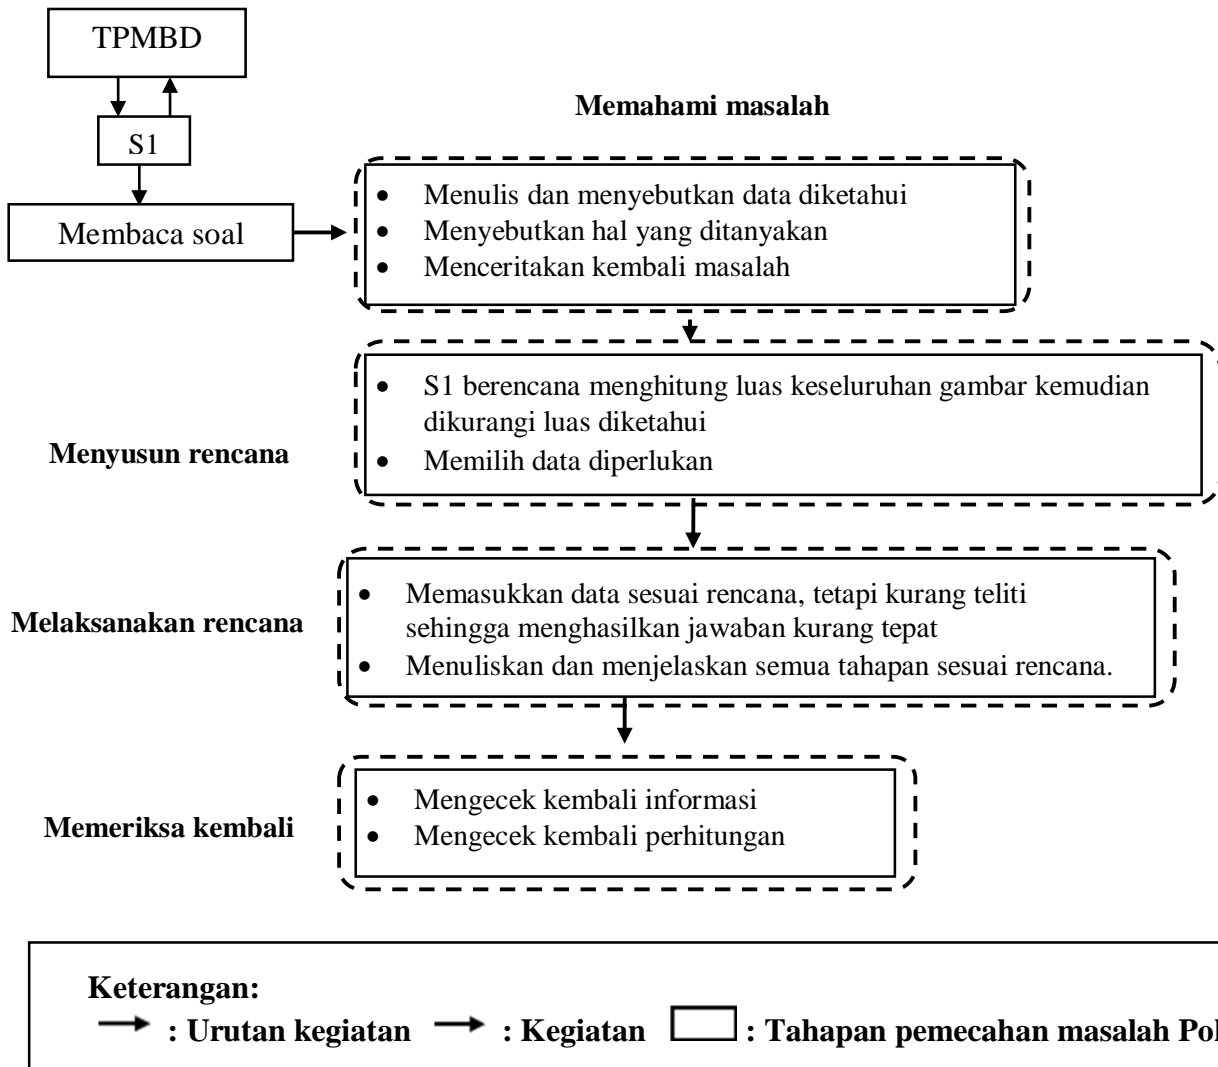 TPMBD
S1
Membaca soal
Memahami masalah
• Menulis dan menyebutkan data diketahui
• Menyebutkan hal yang ditanyakan
• Menceritakan kembali masalah
Menyusun rencana
• S1 berencana menghitung luas keseluruhan gambar kemudian
dikurangi luas diketahui
• Memilih data diperlukan
Melaksanakan rencana
• Memasukkan data sesuai rencana, tetapi kurang teliti
sehingga menghasilkan jawaban kurang tepat
• Menuliskan dan menjelaskan semua tahapan sesuai rencana.
Memeriksa kembali
• Mengecek kembali informasi
• Mengecek kembali perhitungan
Keterangan:
: Urutan kegiatan : Kegiatan : Tahapan pemecahan masalah